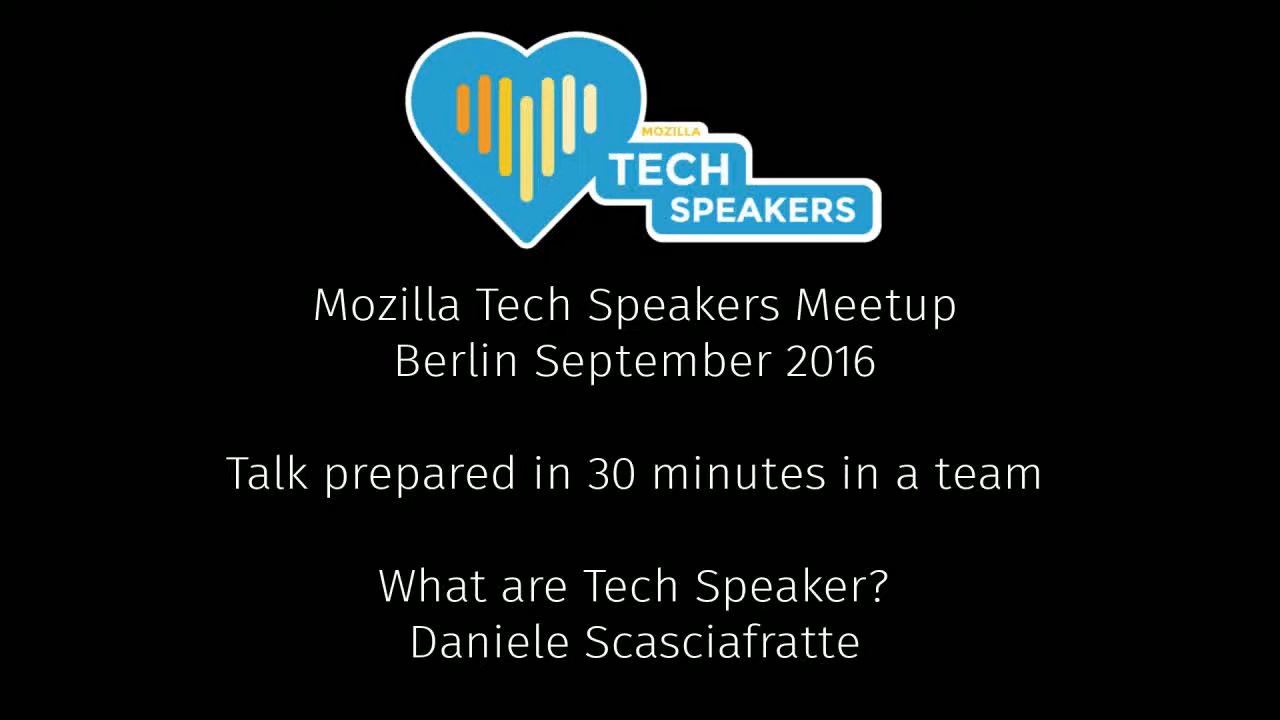 MOZILLA
TECH
SPEAKERS
Mozilla Tech Speakers Meetup
Berlin September 2016
Talk prepared in 30 minutes in a team
What are Tech Speaker?
Daniele Scasciafratte